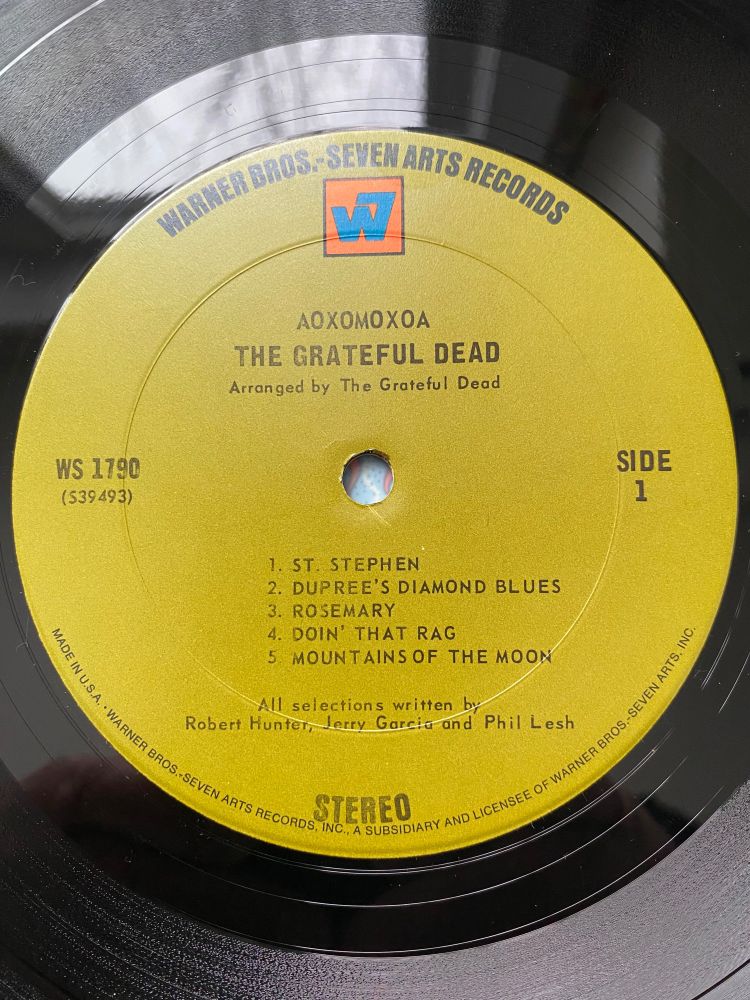 WARNER BROS.-SEVEN ARTS RECORDS
W7
AOXOMOXOA
THE GRATEFUL DEAD
Arranged by The Grateful Dead
WS 1790
(S39493)
SIDE
1
1. ST. STEPHEN
2. DUPREE'S DIAMOND BLUES
3. ROSEMARY
4. DOIN' THAT RAG
5. MOUNTAINS OF THE MOON
All selections written by
Robert Hunter, Jerry Garcia and Phil Lesh
STEREO
MADE IN U.S.A. • WARNER BROS.-SEVEN ARTS RECORDS, INC., A SUBSIDIARY AND LICENSEE OF WARNER BROS.-SEVEN ARTS, INC.